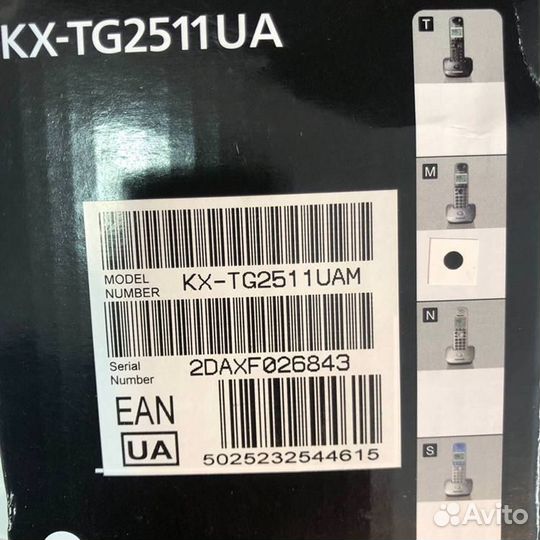 KX-TG2511UA
T
M
MODEL NUMBER KX-TG2511UAM
N
Serial Number 2DAXF026843
EAN
UA
5025232544615
S
Avito